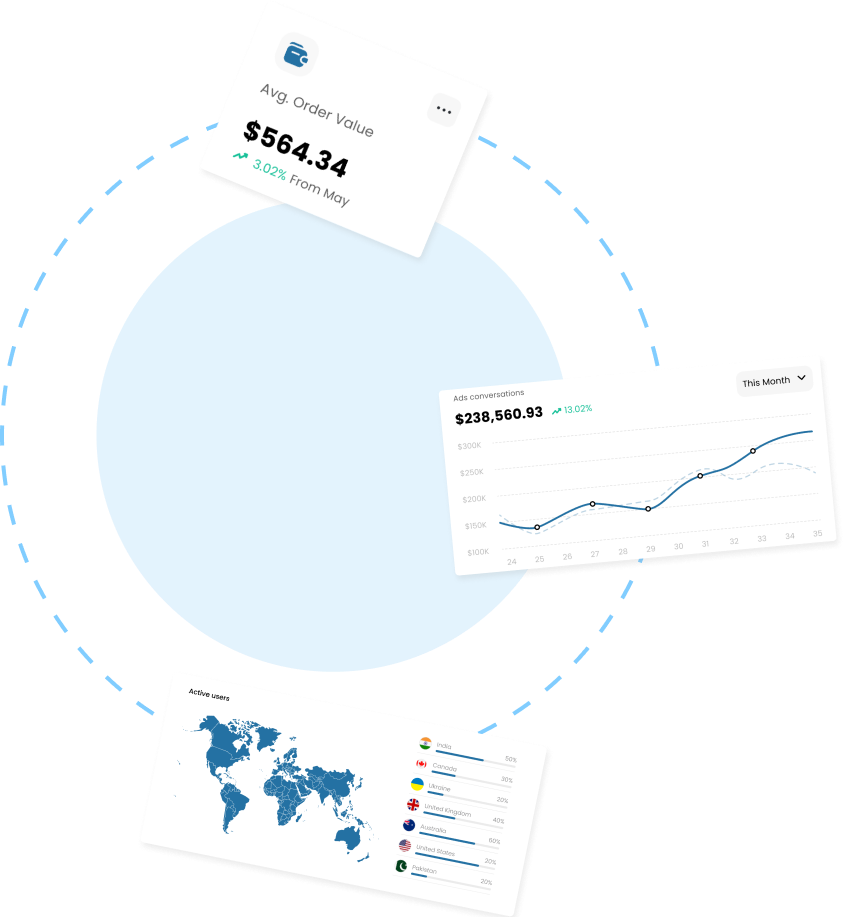 Avg. Order Value
$564.34
3.02% From May
This Month
Ads conversations
$238,560.93 13.02%
$300K
$250K
$200K
$150K
$100K
24 25 26 27 28 29 30 31 32 33 34 35
Active users
India 50%
Canada 30%
Ukraine 20%
United Kingdom 40%
Australia 60%
United States 20%
Pakistan 20%